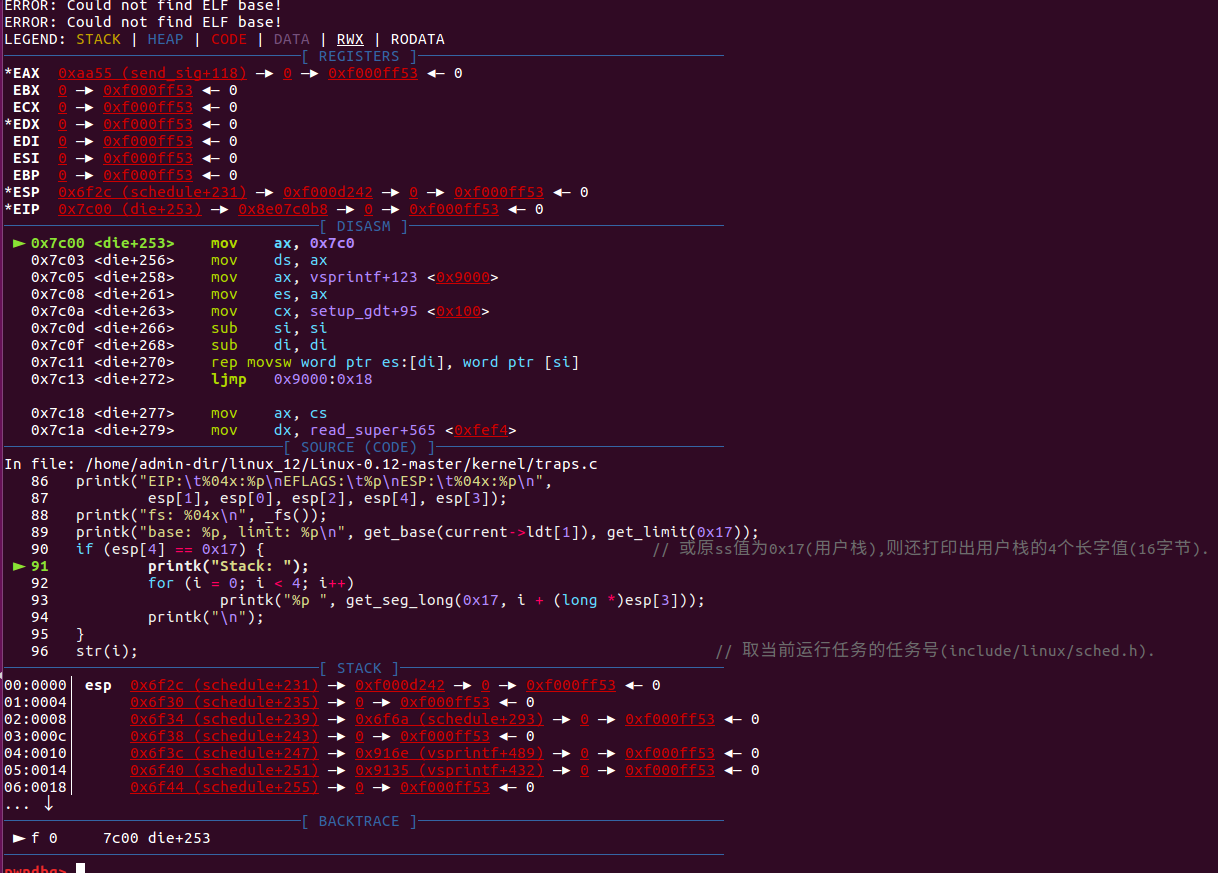 ERROR: Could not find ELF base!
ERROR: Could not find ELF base!
LEGEND: STACK | HEAP | CODE | DATA | RWX | RODATA
[ REGISTERS ]
*EAX  0xaa55 (send_sig+118) —▸ 0 —▸ 0xf000ff53 ◂— 0
 EBX  0 —▸ 0xf000ff53 ◂— 0
 ECX  0 —▸ 0xf000ff53 ◂— 0
*EDX  0 —▸ 0xf000ff53 ◂— 0
 EDI  0 —▸ 0xf000ff53 ◂— 0
 ESI  0 —▸ 0xf000ff53 ◂— 0
 EBP  0 —▸ 0xf000ff53 ◂— 0
*ESP  0x6f2c (schedule+231) —▸ 0xf000d242 —▸ 0 —▸ 0xf000ff53 ◂— 0
*EIP  0x7c00 (die+253) —▸ 0x8e07c0b8 —▸ 0 —▸ 0xf000ff53 ◂— 0
[ DISASM ]
 ► 0x7c00 <die+253>    mov    ax, 0x7c0
   0x7c03 <die+256>    mov    ds, ax
   0x7c05 <die+258>    mov    ax, vsprintf+123 <0x9000>
   0x7c08 <die+261>    mov    es, ax
   0x7c0a <die+263>    mov    cx, setup_gdt+95 <0x100>
   0x7c0d <die+266>    sub    si, si
   0x7c0f <die+268>    sub    di, di
   0x7c11 <die+270>    rep movsw word ptr es:[di], word ptr [si]
   0x7c13 <die+272>    ljmp   0x9000:0x18
   0x7c18 <die+277>    mov    ax, cs
   0x7c1a <die+279>    mov    dx, read_super+565 <0xfef4>
[ SOURCE (CODE) ]
In file: /home/admin-dir/linux_12/Linux-0.12-master/kernel/traps.c
   86   printk("EIP:\t%04x:%p\nEFLAGS:\t%p\nESP:\t%04x:%p\n",
   87           esp[1], esp[0], esp[2], esp[4], esp[3]);
   88   printk("fs: %04x\n", _fs());
   89   printk("base: %p, limit: %p\n", get_base(current->ldt[1]), get_limit(0x17));
   90   if (esp[4] == 0x17) {    // 或原ss值为0x17(用户栈),则还打印出用户栈的4个长字值(16字节).
 ► 91           printk("Stack: ");
   92           for (i = 0; i < 4; i++)
   93                   printk("%p ", get_seg_long(0x17, i + (long *)esp[3]));
   94           printk("\n");
   95   }
   96   str(i);    // 取当前运行任务的任务号(include/linux/sched.h).
[ STACK ]
00:0000│ esp  0x6f2c (schedule+231) —▸ 0xf000d242 —▸ 0 —▸ 0xf000ff53 ◂— 0
01:0004│      0x6f30 (schedule+235) —▸ 0 —▸ 0xf000ff53 ◂— 0
02:0008│      0x6f34 (schedule+239) —▸ 0x6f6a (schedule+293) —▸ 0 —▸ 0xf000ff53 ◂— 0
03:000c│      0x6f38 (schedule+243) —▸ 0 —▸ 0xf000ff53 ◂— 0
04:0010│      0x6f3c (schedule+247) —▸ 0x916e (vsprintf+489) —▸ 0 —▸ 0xf000ff53 ◂— 0
05:0014│      0x6f40 (schedule+251) —▸ 0x9135 (vsprintf+432) —▸ 0 —▸ 0xf000ff53 ◂— 0
06:0018│      0x6f44 (schedule+255) —▸ 0 —▸ 0xf000ff53 ◂— 0
... ↓
[ BACKTRACE ]
 ► f 0     7c00 die+253
pwndbg>